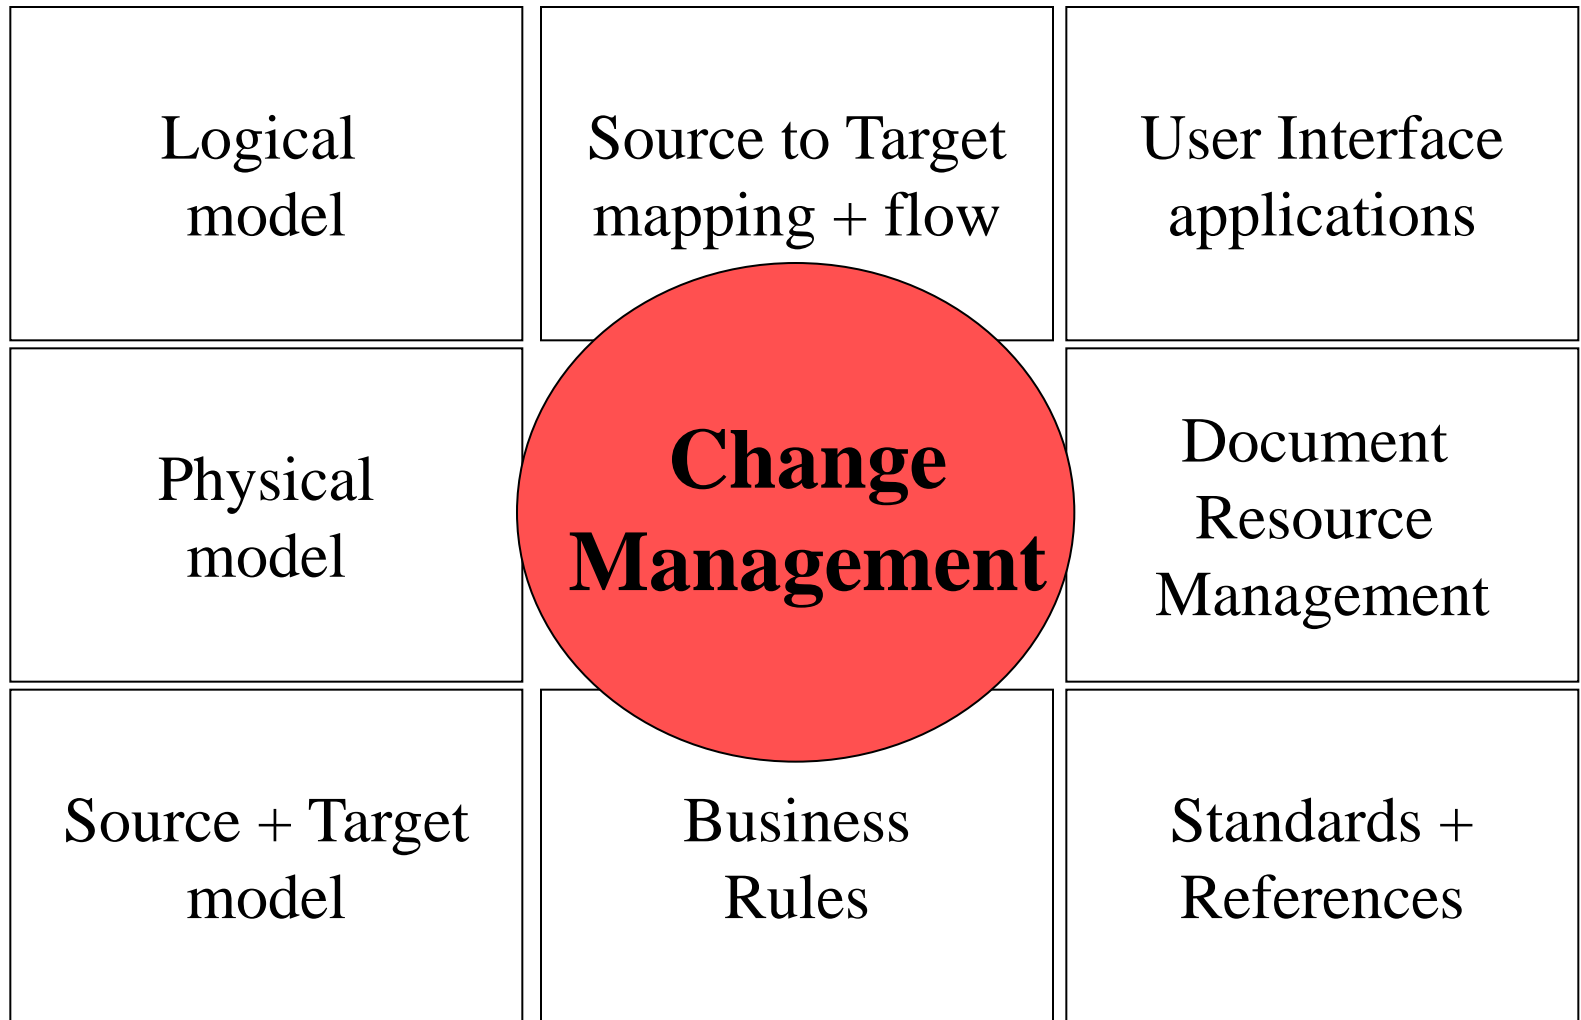 Logical
model
Source to Target
mapping + flow
User Interface
applications
Physical
model
Change
Management
Document
Resource
Management
Source + Target
model
Business
Rules
Standards +
References